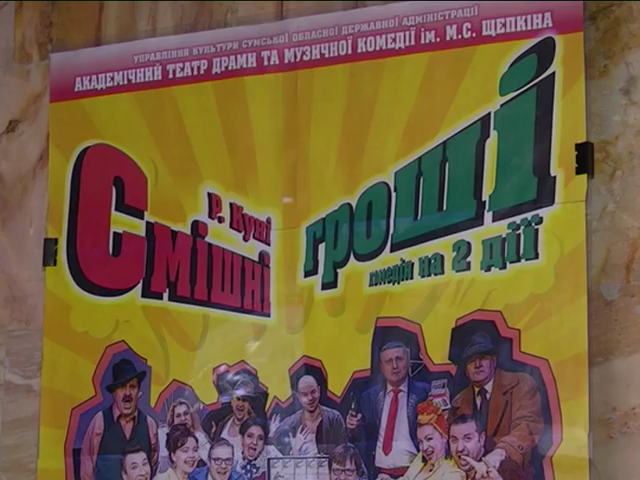 УПРАВЛІННЯ КУЛЬТУРИ СУМСЬКОЇ ОБЛАСНОЇ ДЕРЖАВНОЇ АДМІНІСТРАЦІЇ
АКАДЕМІЧНИЙ ТЕАТР ДРАМИ ТА МУЗИЧНОЇ КОМЕДІЇ ім. М.С. ЩЕПКІНА
Р. Куні
Смішні
гроші
комедія на 2 дії